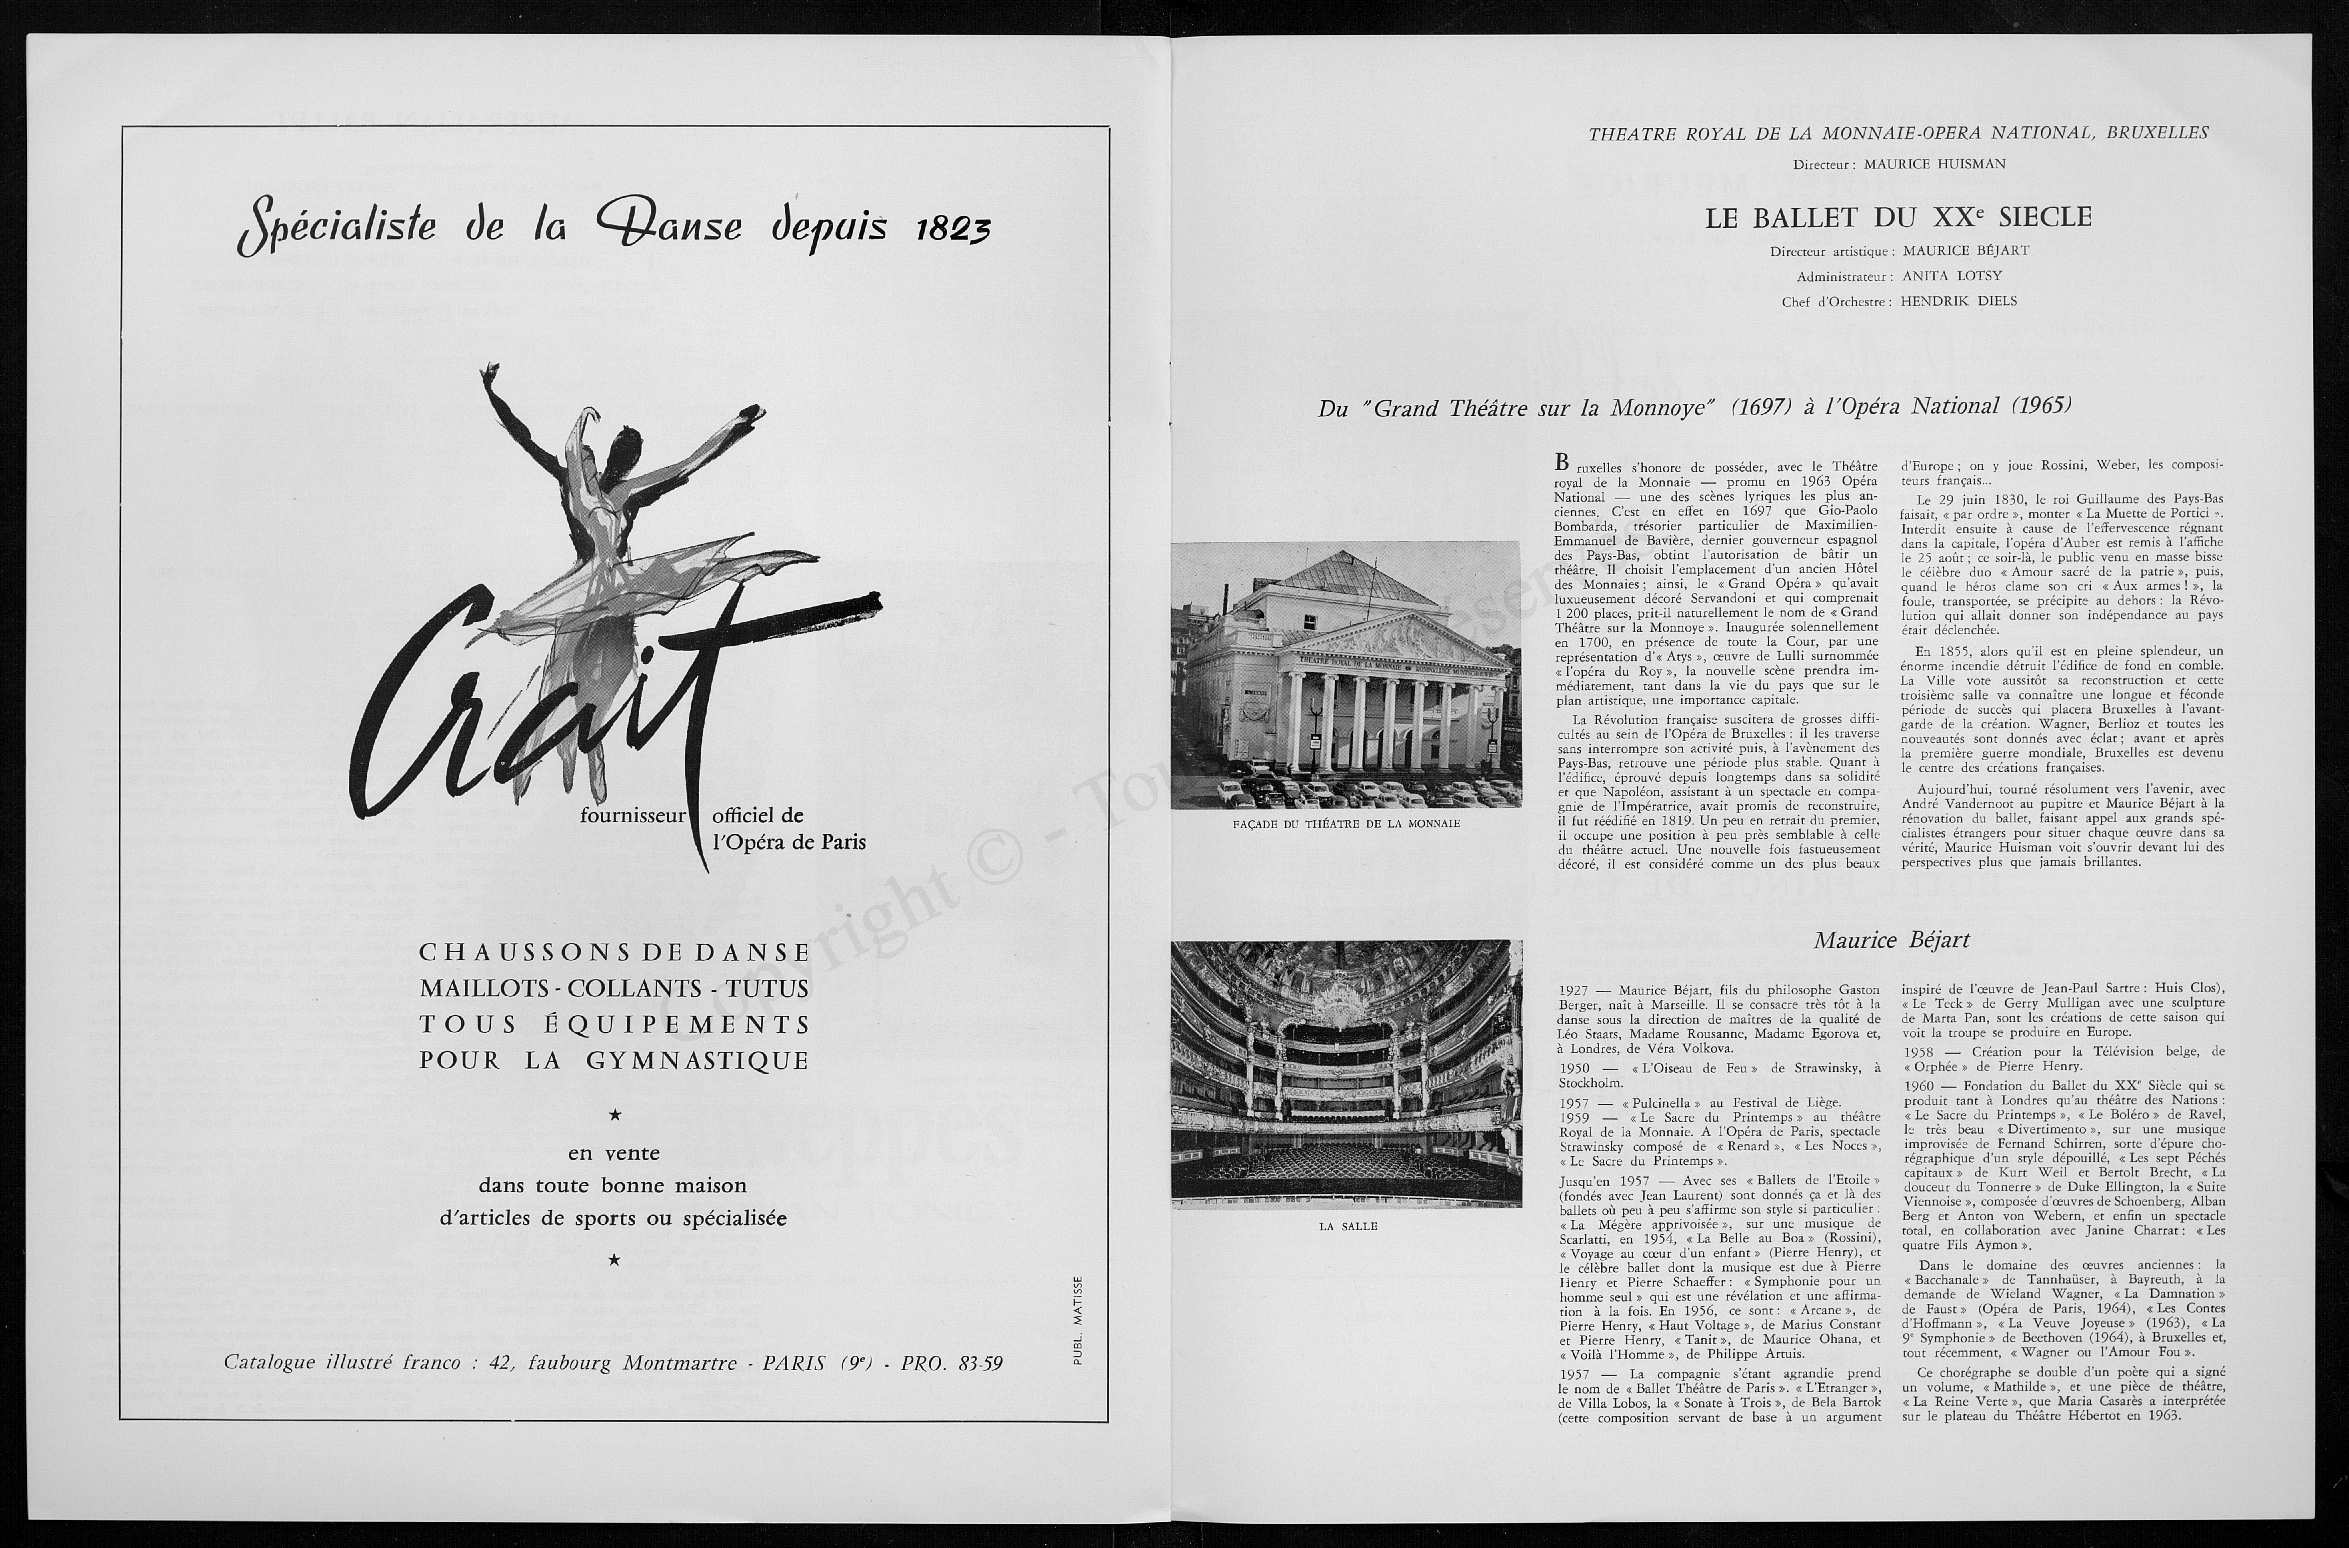 Spécialiste de la Danse depuis 1823
Crait
fournisseur officiel de
l'Opéra de Paris
CHAUSSONS DE DANSE
MAILLOTS - COLLANTS - TUTUS
TOUS ÉQUIPEMENTS
POUR LA GYMNASTIQUE
★
en vente
dans toute bonne maison
d'articles de sports ou spécialisée
★
PUBL. MATISSE
Catalogue illustré franco : 42, faubourg Montmartre - PARIS (9e) - PRO. 83-59
THEATRE ROYAL DE LA MONNAIE-OPERA NATIONAL, BRUXELLES
Directeur : MAURICE HUISMAN
LE BALLET DU XXe SIECLE
Directeur artistique : MAURICE BÉJART
Administrateur : ANITA LOTSY
Chef d'Orchestre : HENDRIK DIELS
Du "Grand Théâtre sur la Monnoye" (1697) à l'Opéra National (1965)
Bruxelles s'honore de posséder, avec le Théâtre
royal de la Monnaie — promu en 1963 Opéra
National — une des scènes lyriques les plus an-
ciennes. C'est en effet en 1697 que Gio-Paolo
Bombarda, trésorier particulier de Maximilien-
Emmanuel de Bavière, dernier gouverneur espagnol
des Pays-Bas, obtint l'autorisation de bâtir un
théâtre. Il choisit l'emplacement d'un ancien Hôtel
des Monnaies ; ainsi, le « Grand Opéra » qu'avait
luxueusement décoré Servandoni et qui comprenait
1 200 places, prit-il naturellement le nom de « Grand
Théâtre sur la Monnoye ». Inaugurée solennellement
en 1700, en présence de toute la Cour, par une
représentation d'« Atys », œuvre de Lulli surnommée
« l'opéra du Roy », la nouvelle scène prendra im-
médiatement, tant dans la vie du pays que sur le
plan artistique, une importance capitale.
La Révolution française suscitera de grosses diffi-
cultés au sein de l'Opéra de Bruxelles : il les traverse
sans interrompre son activité puis, à l'avènement des
Pays-Bas, retrouve une période plus stable. Quant à
l'édifice, éprouvé depuis longtemps dans sa solidité
et que Napoléon, assistant à un spectacle en compa-
gnie de l'Impératrice, avait promis de reconstruire,
il fut réédifié en 1819. Un peu en retrait du premier,
il occupe une position à peu près semblable à celle
du théâtre actuel. Une nouvelle fois fastueusement
décoré, il est considéré comme un des plus beaux
d'Europe ; on y joue Rossini, Weber, les composi-
teurs français...
Le 29 juin 1830, le roi Guillaume des Pays-Bas
faisait, « par ordre », monter « La Muette de Portici ».
Interdit ensuite à cause de l'effervescence régnant
dans la capitale, l'opéra d'Auber est remis à l'affiche
le 25 août ; ce soir-là, le public venu en masse bisse
le célèbre duo « Amour sacré de la patrie », puis,
quand le héros clame son cri « Aux armes ! », la
foule, transportée, se précipite au dehors : la Révo-
lution qui allait donner son indépendance au pays
était déclenchée.
En 1855, alors qu'il est en pleine splendeur, un
énorme incendie détruit l'édifice de fond en comble.
La Ville vote aussitôt sa reconstruction et cette
troisième salle va connaître une longue et féconde
période de succès qui placera Bruxelles à l'avant-
garde de la création. Wagner, Berlioz et toutes les
nouveautés sont donnés avec éclat ; avant et après
la première guerre mondiale, Bruxelles est devenu
le centre des créations françaises.
Aujourd'hui, tourné résolument vers l'avenir, avec
André Vandernoot au pupitre et Maurice Béjart à la
rénovation du ballet, faisant appel aux grands spé-
cialistes étrangers pour situer chaque œuvre dans sa
vérité, Maurice Huisman voit s'ouvrir devant lui des
perspectives plus que jamais brillantes.
THEATRE ROYAL DE LA MONNAIE
FAÇADE DU THÉATRE DE LA MONNAIE
LA SALLE
Maurice Béjart
1927 — Maurice Béjart, fils du philosophe Gaston
Berger, naît à Marseille. Il se consacre très tôt à la
danse sous la direction de maîtres de la qualité de
Léo Staars, Madame Rousanne, Madame Egorova et,
à Londres, de Véra Volkova.
1950 — « L'Oiseau de Feu » de Strawinsky, à
Stockholm.
1957 — « Pulcinella » au Festival de Liège.
1959 — « Le Sacre du Printemps » au théâtre
Royal de la Monnaie. A l'Opéra de Paris, spectacle
Strawinsky composé de « Renard », « Les Noces »,
« Le Sacre du Printemps ».
Jusqu'en 1957 — Avec ses « Ballets de l'Etoile »
(fondés avec Jean Laurent) sont donnés ça et là des
ballets où peu à peu s'affirme son style si particulier :
« La Mégère apprivoisée », sur une musique de
Scarlatti, en 1954, « La Belle au Boa » (Rossini),
« Voyage au cœur d'un enfant » (Pierre Henry), et
le célèbre ballet dont la musique est due à Pierre
Henry et Pierre Schaeffer : « Symphonie pour un
homme seul » qui est une révélation et une affirma-
tion à la fois. En 1956, ce sont : « Arcane », de
Pierre Henry, « Haut Voltage », de Marius Constant
et Pierre Henry, « Tanit », de Maurice Ohana, et
« Voilà l'Homme », de Philippe Artuis.
1957 — La compagnie s'étant agrandie prend
le nom de « Ballet Théâtre de Paris ». « L'Etranger »,
de Villa Lobos, la « Sonate à Trois », de Bela Bartok
(cette composition servant de base à un argument
inspiré de l'œuvre de Jean-Paul Sartre : Huis Clos),
« Le Teck » de Gerry Mulligan avec une sculpture
de Marta Pan, sont les créations de cette saison qui
voit la troupe se produire en Europe.
1958 — Création pour la Télévision belge, de
« Orphée » de Pierre Henry.
1960 — Fondation du Ballet du XXe Siècle qui se
produit tant à Londres qu'au théâtre des Nations :
« Le Sacre du Printemps », « Le Boléro » de Ravel,
le très beau « Divertimento », sur une musique
improvisée de Fernand Schirren, sorte d'épure cho-
régraphique d'un style dépouillé, « Les sept Péchés
capitaux » de Kurt Weil et Bertolt Brecht, « La
douceur du Tonnerre » de Duke Ellington, la « Suite
Viennoise », composée d'œuvres de Schoenberg, Alban
Berg et Anton von Webern, et enfin un spectacle
total, en collaboration avec Janine Charrat : « Les
quatre Fils Aymon ».
Dans le domaine des œuvres anciennes : la
« Bacchanale » de Tannhaüser, à Bayreuth, à la
demande de Wieland Wagner, « La Damnation »
de Faust » (Opéra de Paris, 1964), « Les Contes
d'Hoffmann », « La Veuve Joyeuse » (1963), « La
9e Symphonie » de Beethoven (1964), à Bruxelles et,
tout récemment, « Wagner ou l'Amour Fou ».
Ce chorégraphe se double d'un poète qui a signé
un volume, « Mathilde », et une pièce de théâtre,
« La Reine Verte », que Maria Casarès a interprétée
sur le plateau du Théâtre Hébertot en 1963.
Copyright © - Tou